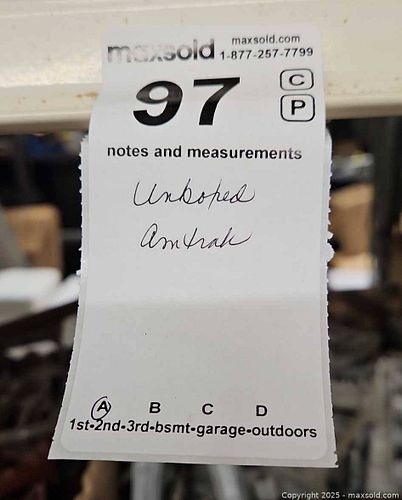 maxsold maxsold.com
1-877-257-7799
97 C
P
notes and measurements
Unboxed
Amtrak
A B C D
1st-2nd-3rd-bsmt-garage-outdoors
Copyright 2025 - maxsold.com